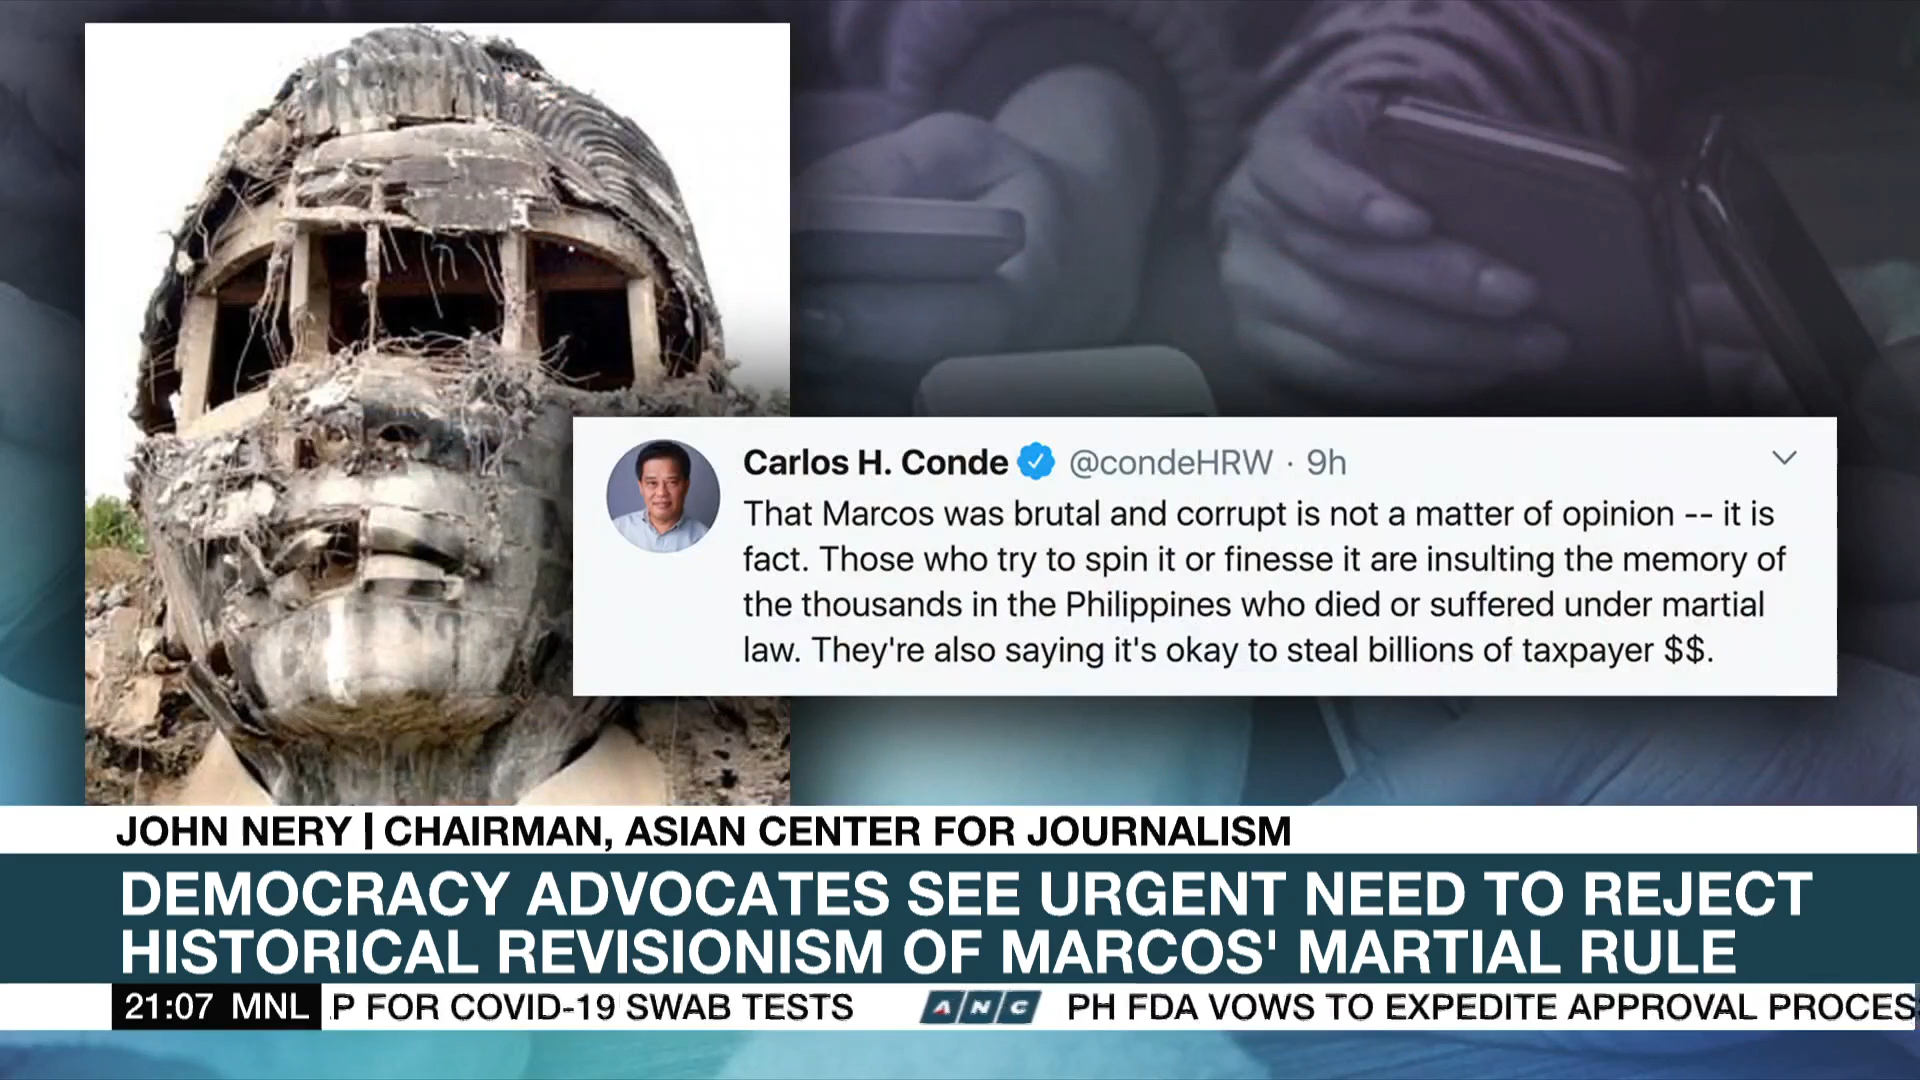 Carlos H. Conde @condeHRW · 9h
That Marcos was brutal and corrupt is not a matter of opinion -- it is
fact. Those who try to spin it or finesse it are insulting the memory of
the thousands in the Philippines who died or suffered under martial
law. They're also saying it's okay to steal billions of taxpayer $$.
JOHN NERY | CHAIRMAN, ASIAN CENTER FOR JOURNALISM
DEMOCRACY ADVOCATES SEE URGENT NEED TO REJECT
HISTORICAL REVISIONISM OF MARCOS' MARTIAL RULE
21:07 MNL P FOR COVID-19 SWAB TESTS ANC PH FDA VOWS TO EXPEDITE APPROVAL PROCES